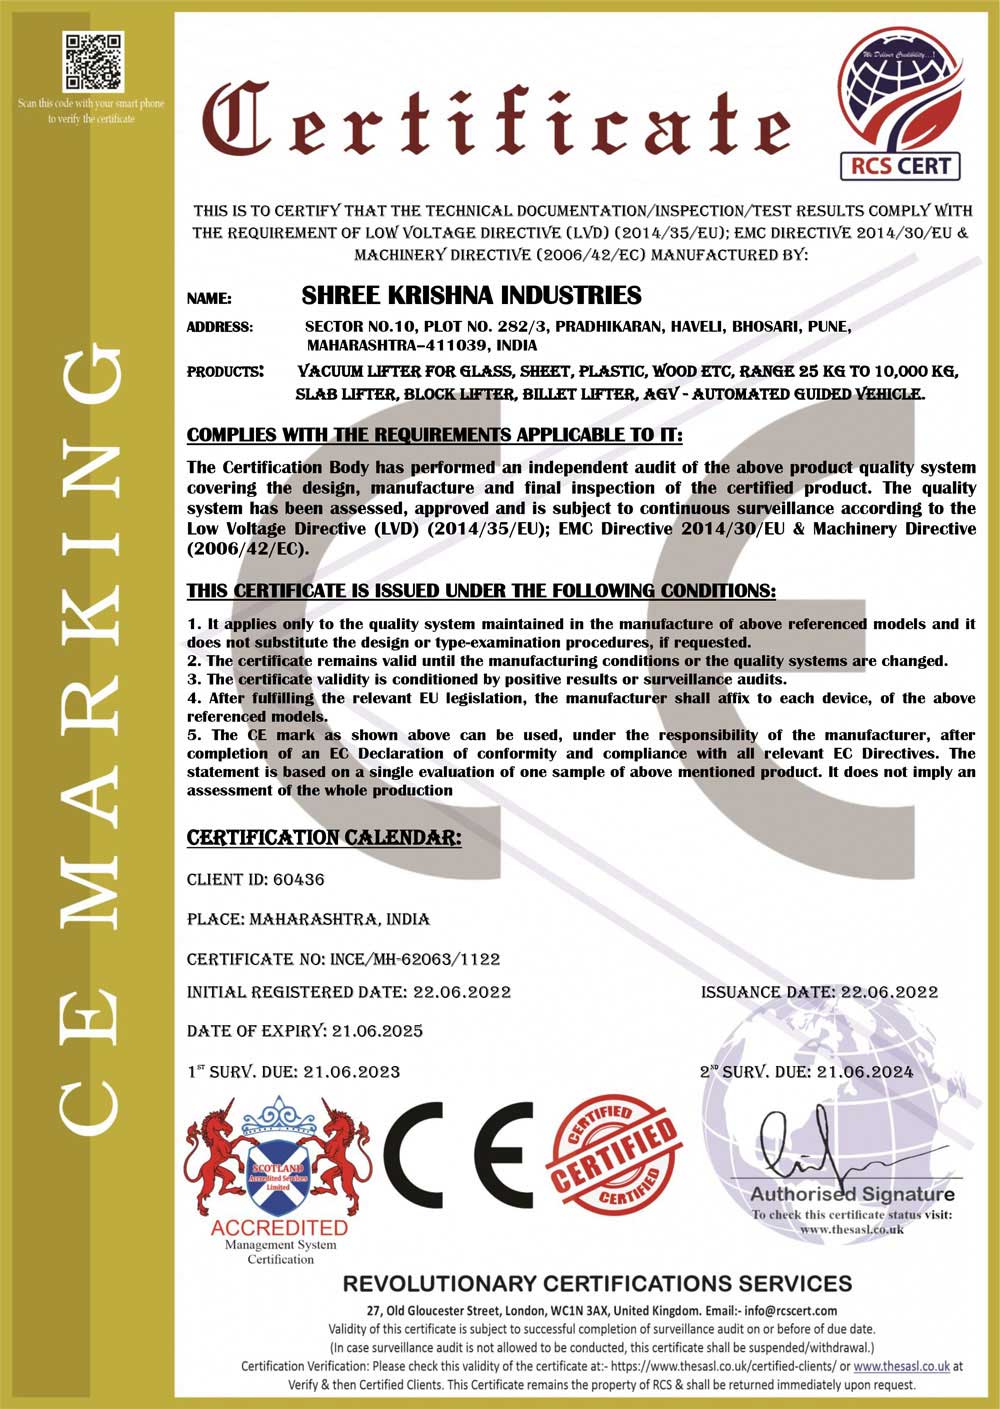 Scan this code with your smart phone
to verify the certificate
Certificate
We Deliver Credibility...!
RCS CERT
THIS IS TO CERTIFY THAT THE TECHNICAL DOCUMENTATION/INSPECTION/TEST RESULTS COMPLY WITH
THE REQUIREMENT OF LOW VOLTAGE DIRECTIVE (LVD) (2014/35/EU); EMC DIRECTIVE 2014/30/EU &
MACHINERY DIRECTIVE (2006/42/EC) MANUFACTURED BY:
NAME: SHREE KRISHNA INDUSTRIES
ADDRESS: SECTOR NO.10, PLOT NO. 282/3, PRADHIKARAN, HAVELI, BHOSARI, PUNE,
MAHARASHTRA-411039, INDIA
PRODUCTS: VACUUM LIFTER FOR GLASS, SHEET, PLASTIC, WOOD ETC, RANGE 25 KG TO 10,000 KG,
SLAB LIFTER, BLOCK LIFTER, BILLET LIFTER, AGV - AUTOMATED GUIDED VEHICLE.
COMPLIES WITH THE REQUIREMENTS APPLICABLE TO IT:
The Certification Body has performed an independent audit of the above product quality system
covering the design, manufacture and final inspection of the certified product. The quality
system has been assessed, approved and is subject to continuous surveillance according to the
Low Voltage Directive (LVD) (2014/35/EU); EMC Directive 2014/30/EU & Machinery Directive
(2006/42/EC).
THIS CERTIFICATE IS ISSUED UNDER THE FOLLOWING CONDITIONS:
1. It applies only to the quality system maintained in the manufacture of above referenced models and it
does not substitute the design or type-examination procedures, if requested.
2. The certificate remains valid until the manufacturing conditions or the quality systems are changed.
3. The certificate validity is conditioned by positive results or surveillance audits.
4. After fulfilling the relevant EU legislation, the manufacturer shall affix to each device, of the above
referenced models.
5. The CE mark as shown above can be used, under the responsibility of the manufacturer, after
completion of an EC Declaration of conformity and compliance with all relevant EC Directives. The
statement is based on a single evaluation of one sample of above mentioned product. It does not imply an
assessment of the whole production
CERTIFICATION CALENDAR:
CLIENT ID: 60436
PLACE: MAHARASHTRA, INDIA
CERTIFICATE NO: INCE/MH-62063/1122
INITIAL REGISTERED DATE: 22.06.2022 ISSUANCE DATE: 22.06.2022
DATE OF EXPIRY: 21.06.2025
1ST SURV. DUE: 21.06.2023 2ND SURV. DUE: 21.06.2024
CE MARKING
SCOTLAND
Accredited Services
Limited
ACCREDITED
Management System
Certification
CE
CERTIFIED
CERTIFIED
CERTIFIED
Authorised Signature
To check this certificate status visit:
www.thesasl.co.uk
REVOLUTIONARY CERTIFICATIONS SERVICES
27, Old Gloucester Street, London, WC1N 3AX, United Kingdom. Email:- info@rcscert.com
Validity of this certificate is subject to successful completion of surveillance audit on or before of due date.
(In case surveillance audit is not allowed to be conducted, this certificate shall be suspended/withdrawal.)
Certification Verification: Please check this validity of the certificate at:- https://www.thesasl.co.uk/certified-clients/ or www.thesasl.co.uk at
Verify & then Certified Clients. This Certificate remains the property of RCS & shall be returned immediately upon request.